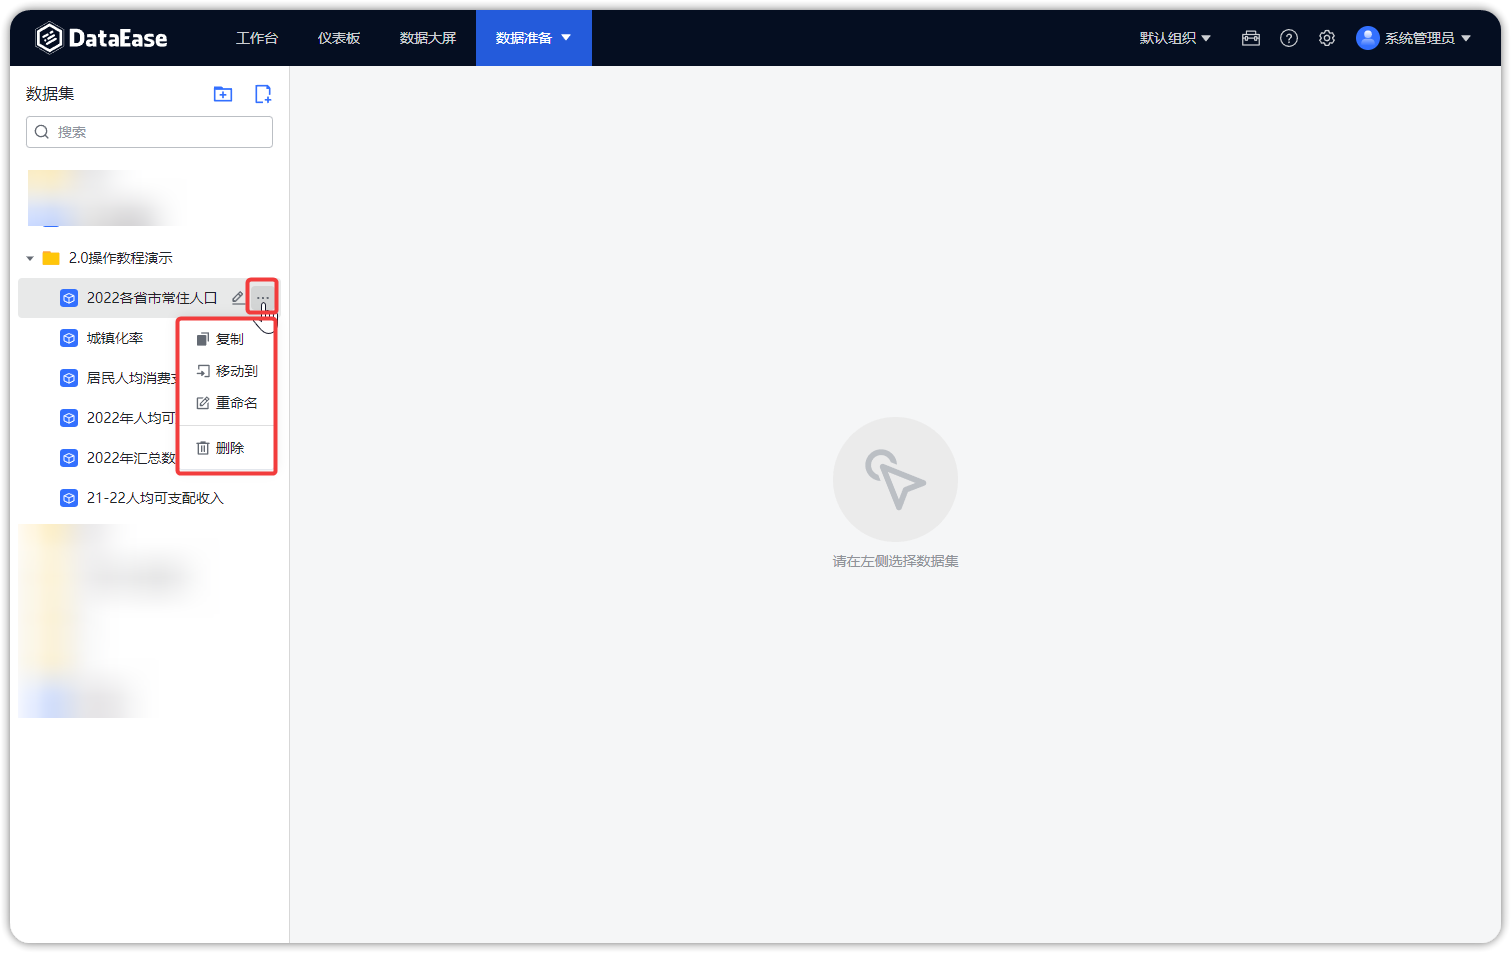 DataEase
工作台
仪表板
数据大屏
数据准备
默认组织
系统管理员
数据集
搜索
2.0操作教程演示
2022各省市常住人口
城镇化率
居民人均消费
2022年人均可
2022年汇总数
21-22人均可支配收入
复制
移动到
重命名
删除
请在左侧选择数据集